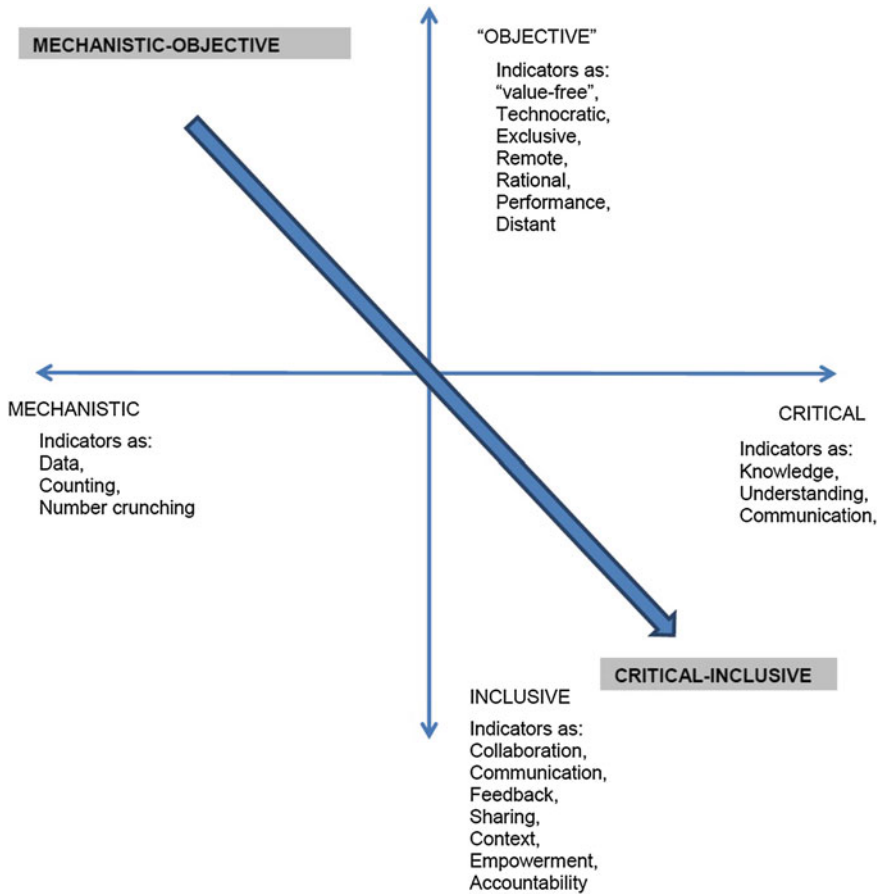 MECHANISTIC-OBJECTIVE
“OBJECTIVE”
Indicators as:
“value-free”,
Technocratic,
Exclusive,
Remote,
Rational,
Performance,
Distant
MECHANISTIC
Indicators as:
Data,
Counting,
Number crunching
CRITICAL
Indicators as:
Knowledge,
Understanding,
Communication,
CRITICAL-INCLUSIVE
INCLUSIVE
Indicators as:
Collaboration,
Communication,
Feedback,
Sharing,
Context,
Empowerment,
Accountability